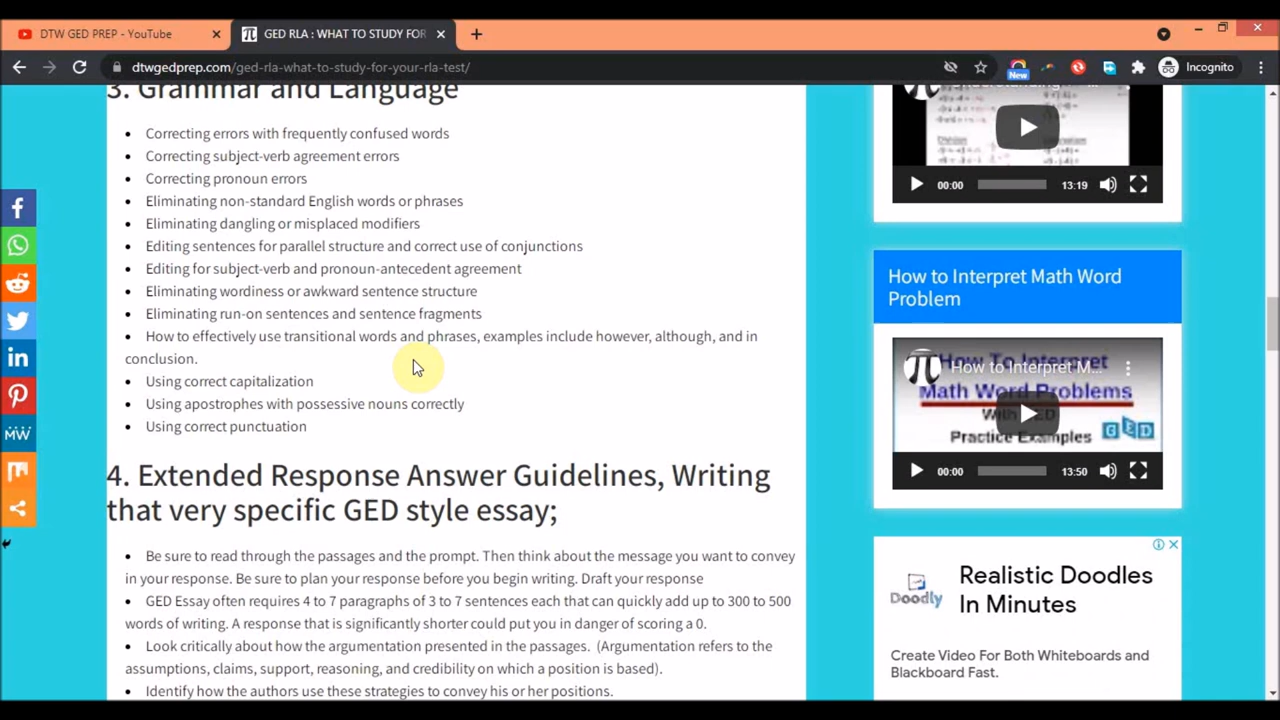 DTW GED PREP - YouTube
GED RLA : WHAT TO STUDY FOR
dtwgedprep.com/ged-rla-what-to-study-for-your-rla-test/
New
Incognito
3. Grammar and Language
Correcting errors with frequently confused words
Correcting subject-verb agreement errors
Correcting pronoun errors
Eliminating non-standard English words or phrases
Eliminating dangling or misplaced modifiers
Editing sentences for parallel structure and correct use of conjunctions
Editing for subject-verb and pronoun-antecedent agreement
Eliminating wordiness or awkward sentence structure
Eliminating run-on sentences and sentence fragments
How to effectively use transitional words and phrases, examples include however, although, and in
conclusion.
Using correct capitalization
Using apostrophes with possessive nouns correctly
Using correct punctuation
4. Extended Response Answer Guidelines, Writing
that very specific GED style essay;
Be sure to read through the passages and the prompt. Then think about the message you want to convey
in your response. Be sure to plan your response before you begin writing. Draft your response
GED Essay often requires 4 to 7 paragraphs of 3 to 7 sentences each that can quickly add up to 300 to 500
words of writing. A response that is significantly shorter could put you in danger of scoring a 0.
Look critically about how the argumentation presented in the passages. (Argumentation refers to the
assumptions, claims, support, reasoning, and credibility on which a position is based).
Identify how the authors use these strategies to convey his or her positions.
00:00
13:19
How to Interpret Math Word
Problem
How to Interpret M...
How To Interpret
Math Word Problems
With GED
Practice Examples
GED
00:00
13:50
Doodly
Realistic Doodles
In Minutes
Create Video For Both Whiteboards and
Blackboard Fast.
MW